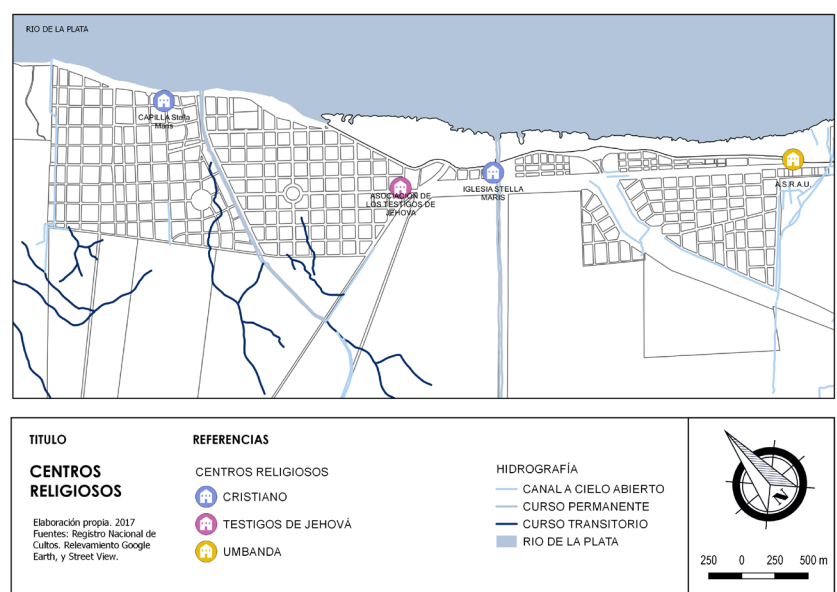 RIO DE LA PLATA
CAPILLA Stella
Maris
ASOCIACION DE
LOS TESTIGOS DE
JEHOVA
IGLESIA STELLA
MARIS
A.S.R.A.U.
TITULO
CENTROS
RELIGIOSOS
Elaboración propia. 2017
Fuentes: Registro Nacional de
Cultos. Relevamiento Google
Earth, y Street View.
REFERENCIAS
CENTROS RELIGIOSOS
CRISTIANO
TESTIGOS DE JEHOVÁ
UMBANDA
HIDROGRAFÍA
CANAL A CIELO ABIERTO
CURSO PERMANENTE
CURSO TRANSITORIO
RIO DE LA PLATA
N
250 0 250 500 m